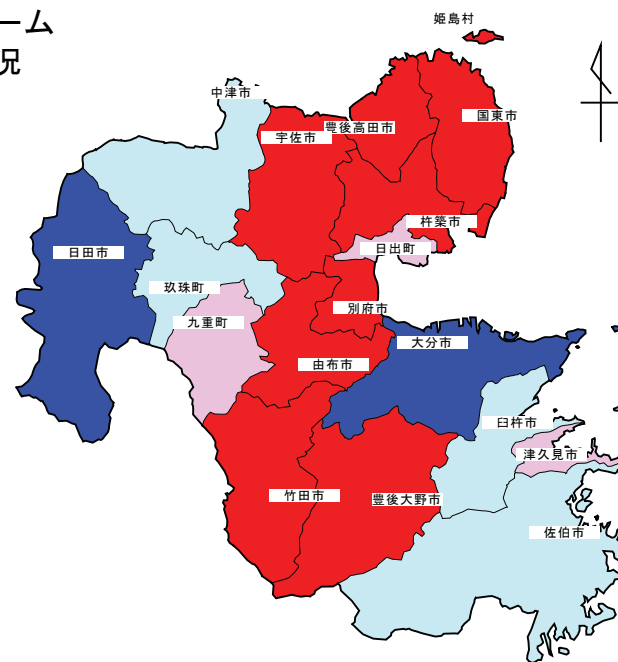 ーム
況
姫島村
中津市
国東市
豊後高田市
宇佐市
杵築市
日出町
日田市
玖珠町
別府市
九重町
大分市
由布市
臼杵市
津久見市
竹田市
豊後大野市
佐伯市